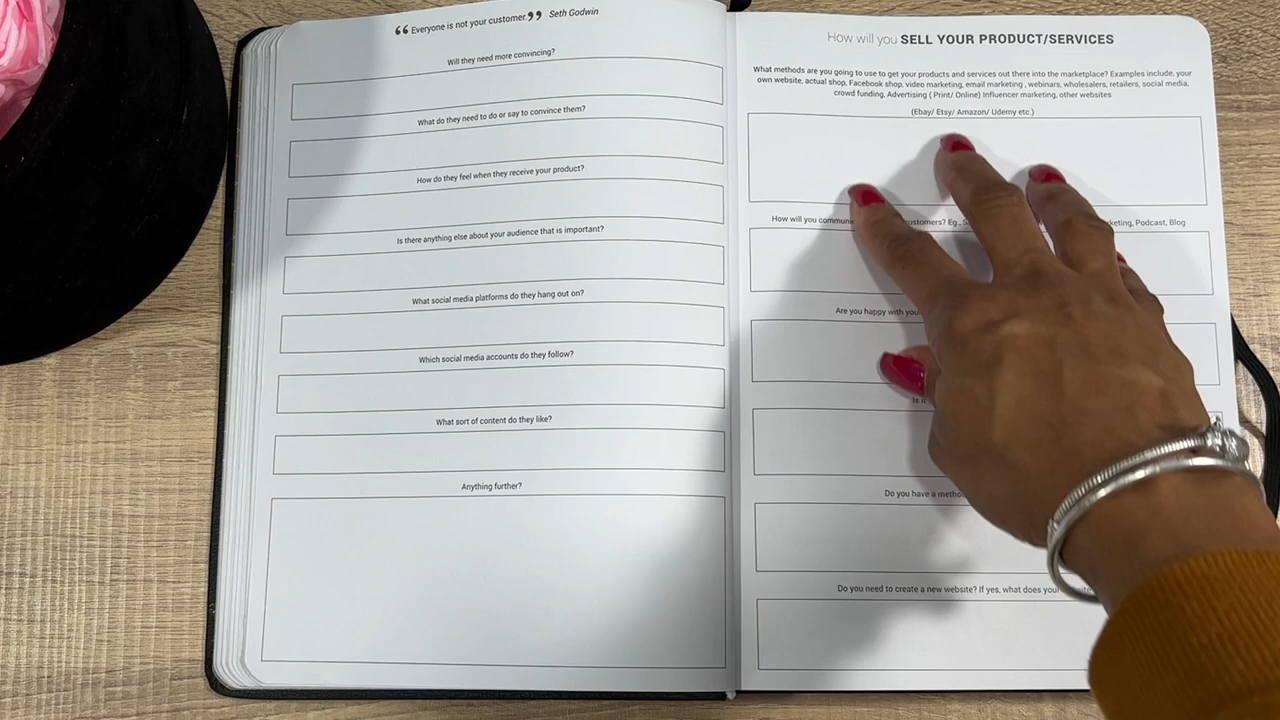 “ Everyone is not your customer.” Seth Godwin
Will they need more convincing?
What do they need to do or say to convince them?
How do they feel when they receive your product?
Is there anything else about your audience that is important?
What social media platforms do they hang out on?
Which social media accounts do they follow?
What sort of content do they like?
Anything further?
How will you SELL YOUR PRODUCT/SERVICES
What methods are you going to use to get your products and services out there into the marketplace? Examples include, your
own website, actual shop, Facebook shop, video marketing, email marketing , webinars, wholesalers, retailers, social media,
crowd funding, Advertising ( Print/ Online) Influencer marketing, other websites
(Ebay/ Etsy/ Amazon/ Udemy etc.)
How will you customers? Eg., Podcast, Blog
Are you happy with
Is
Do you have a
Do you need to create a new website? If yes, what does